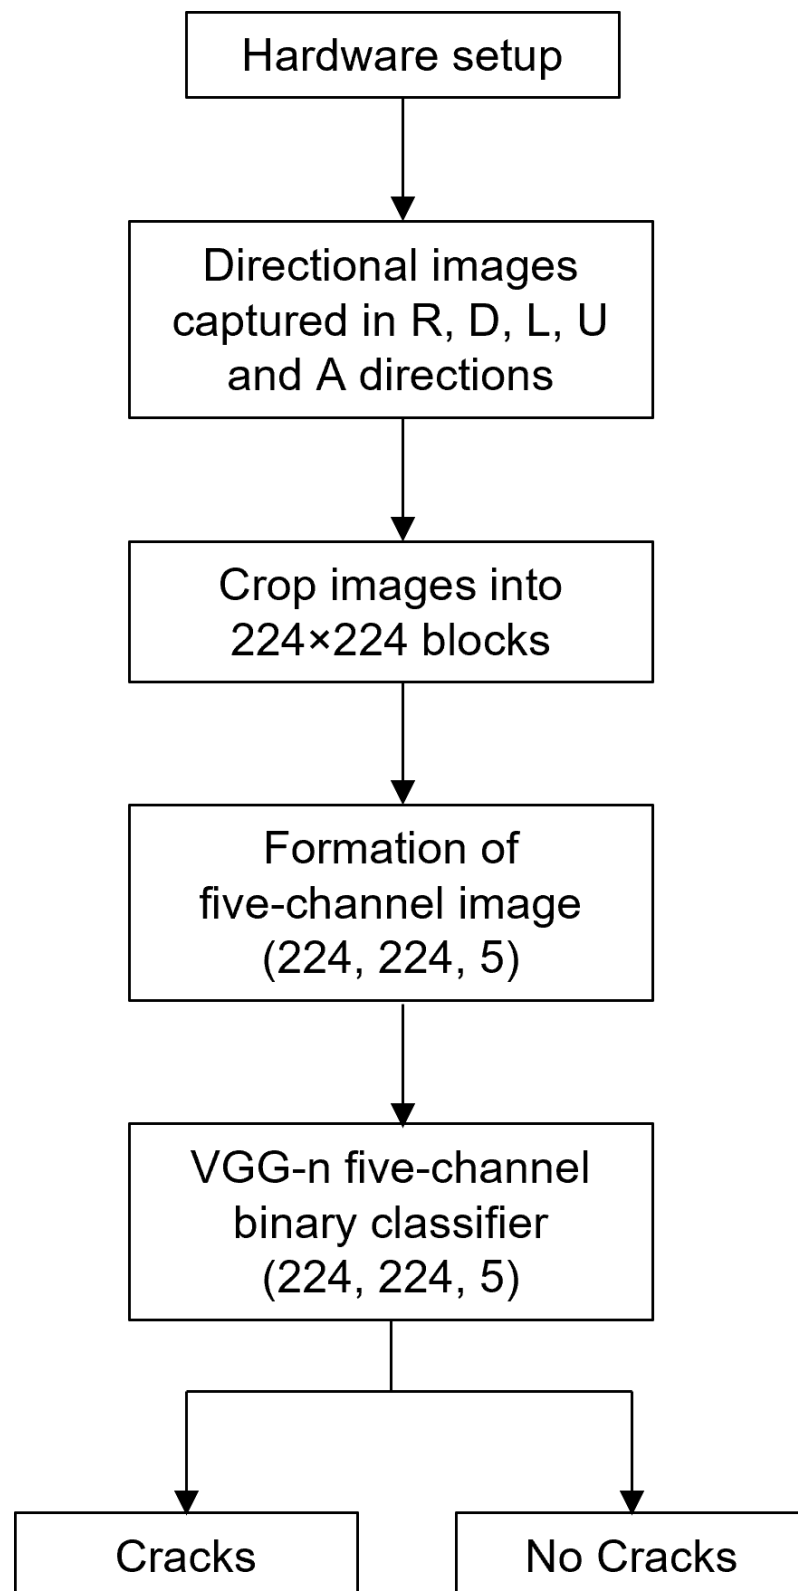 Hardware setup
Directional images
captured in R, D, L, U
and A directions
Crop images into
224×224 blocks
Formation of
five-channel image
(224, 224, 5)
VGG-n five-channel
binary classifier
(224, 224, 5)
Cracks
No Cracks